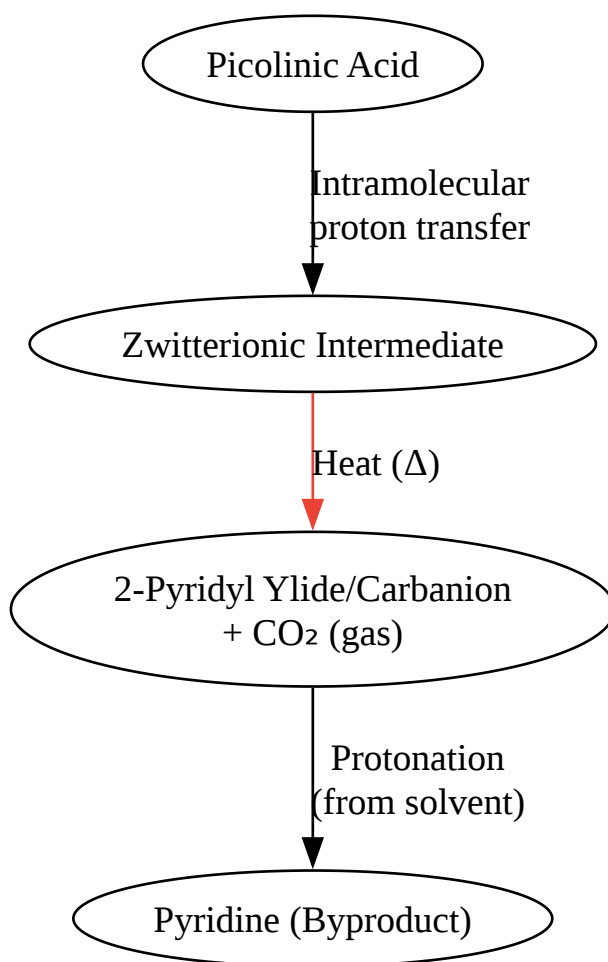 Picolinic Acid
Intramolecular
proton transfer
Zwitterionic Intermediate
Heat (Δ)
2-Pyridyl Ylide/Carbanion
+ CO₂ (gas)
Protonation
(from solvent)
Pyridine (Byproduct)